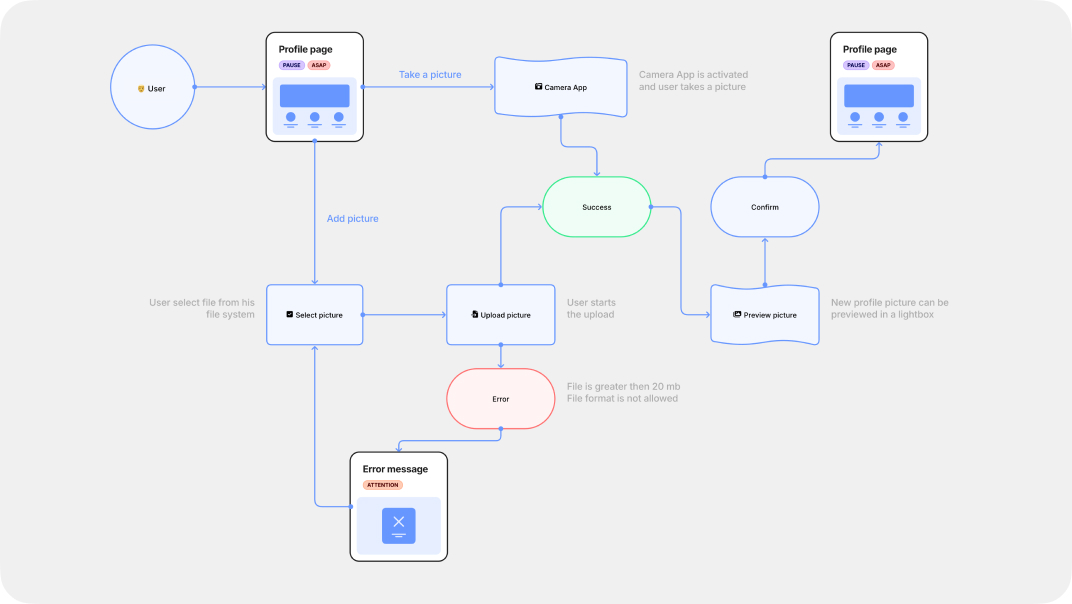 User
Profile page
PAUSE ASAP
Take a picture
Camera App
Camera App is activated
and user takes a picture
Profile page
PAUSE ASAP
Success
Confirm
Add picture
User select file from his
file system
Select picture
Upload picture
User starts
the upload
Preview picture
New profile picture can be
previewed in a lightbox
Error
File is greater then 20 mb
File format is not allowed
Error message
ATTENTION